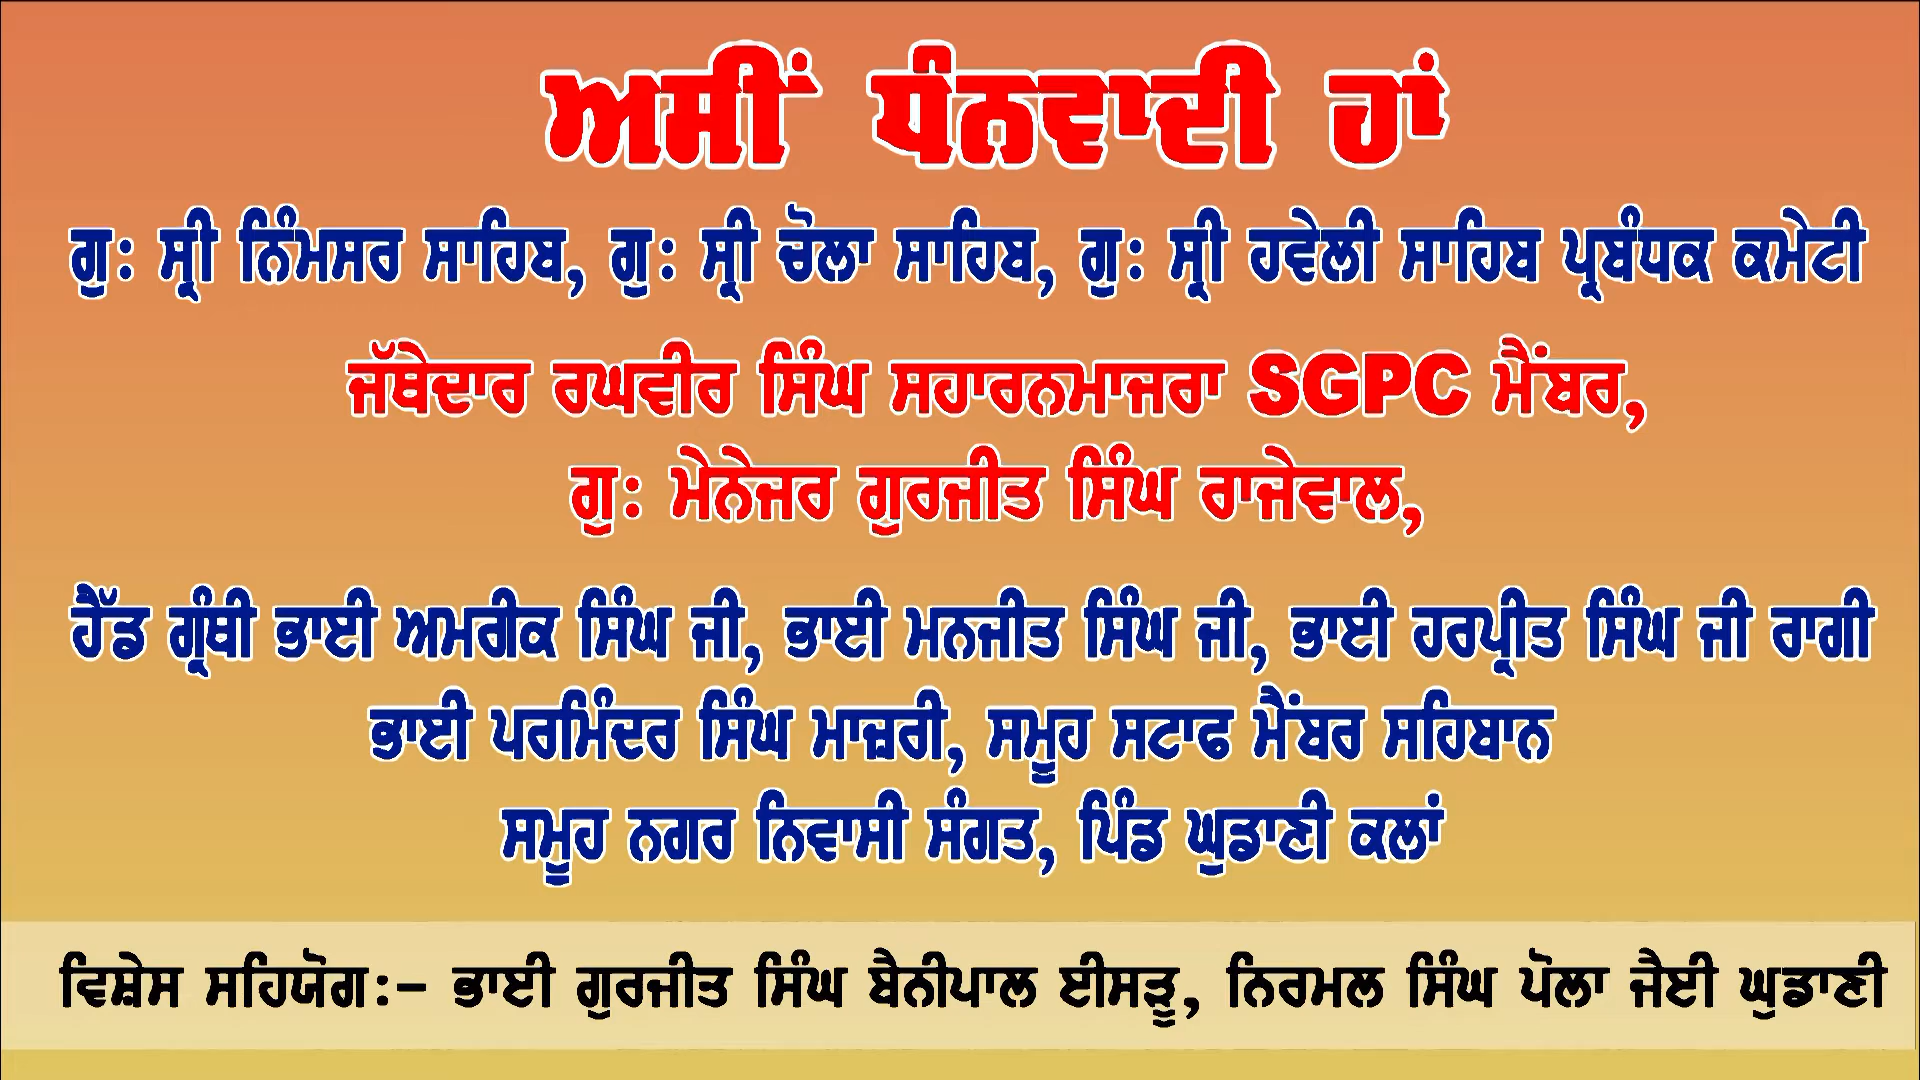 ਅਸੀਂ ਧੰਨਵਾਦੀ ਹਾਂ
ਗੁ: ਸ੍ਰੀ ਨਿੰਮਸਰ ਸਾਹਿਬ, ਗੁ: ਸ੍ਰੀ ਚੋਲਾ ਸਾਹਿਬ, ਗੁ: ਸ੍ਰੀ ਹਵੇਲੀ ਸਾਹਿਬ ਪ੍ਰਬੰਧਕ ਕਮੇਟੀ
ਜੱਥੇਦਾਰ ਰਘਵੀਰ ਸਿੰਘ ਸਹਾਰਨਮਾਜਰਾ SGPC ਮੈਂਬਰ,
ਗੁ: ਮੇਨੇਜਰ ਗੁਰਜੀਤ ਸਿੰਘ ਰਾਜੇਵਾਲ,
ਹੈੱਡ ਗ੍ਰੰਥੀ ਭਾਈ ਅਮਰੀਕ ਸਿੰਘ ਜੀ, ਭਾਈ ਮਨਜੀਤ ਸਿੰਘ ਜੀ, ਭਾਈ ਹਰਪ੍ਰੀਤ ਸਿੰਘ ਜੀ ਰਾਗੀ
ਭਾਈ ਪਰਮਿੰਦਰ ਸਿੰਘ ਮਾਜ਼ਰੀ, ਸਮੂਹ ਸਟਾਫ ਮੈਂਬਰ ਸਹਿਬਾਨ
ਸਮੂਹ ਨਗਰ ਨਿਵਾਸੀ ਸੰਗਤ, ਪਿੰਡ ਘੁਡਾਣੀ ਕਲਾਂ
ਵਿਸ਼ੇਸ ਸਹਿਯੋਗ:- ਭਾਈ ਗੁਰਜੀਤ ਸਿੰਘ ਬੈਨੀਪਾਲ ਈਸੜੂ, ਨਿਰਮਲ ਸਿੰਘ ਪੋਲਾ ਜੈਈ ਘੁਡਾਣੀ